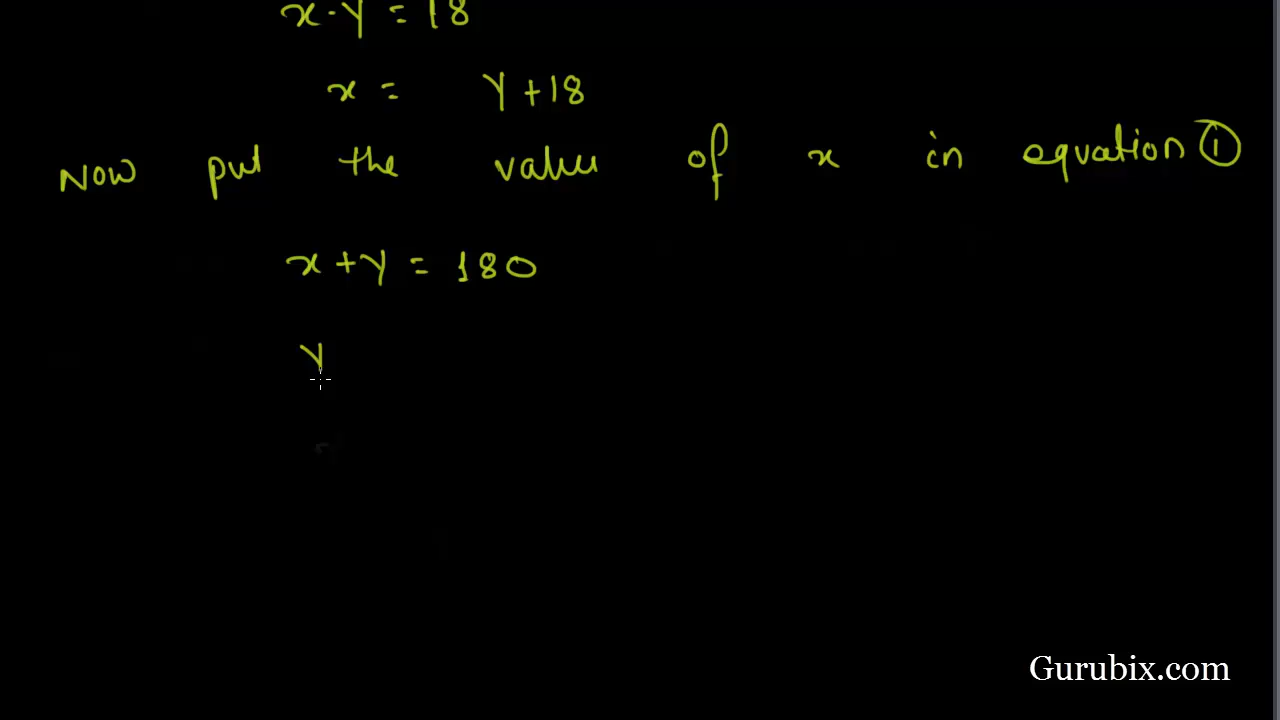 x - y = 18
x = y + 18
Now put the value of x in equation ①
x + y = 180
y
Gurubix.com